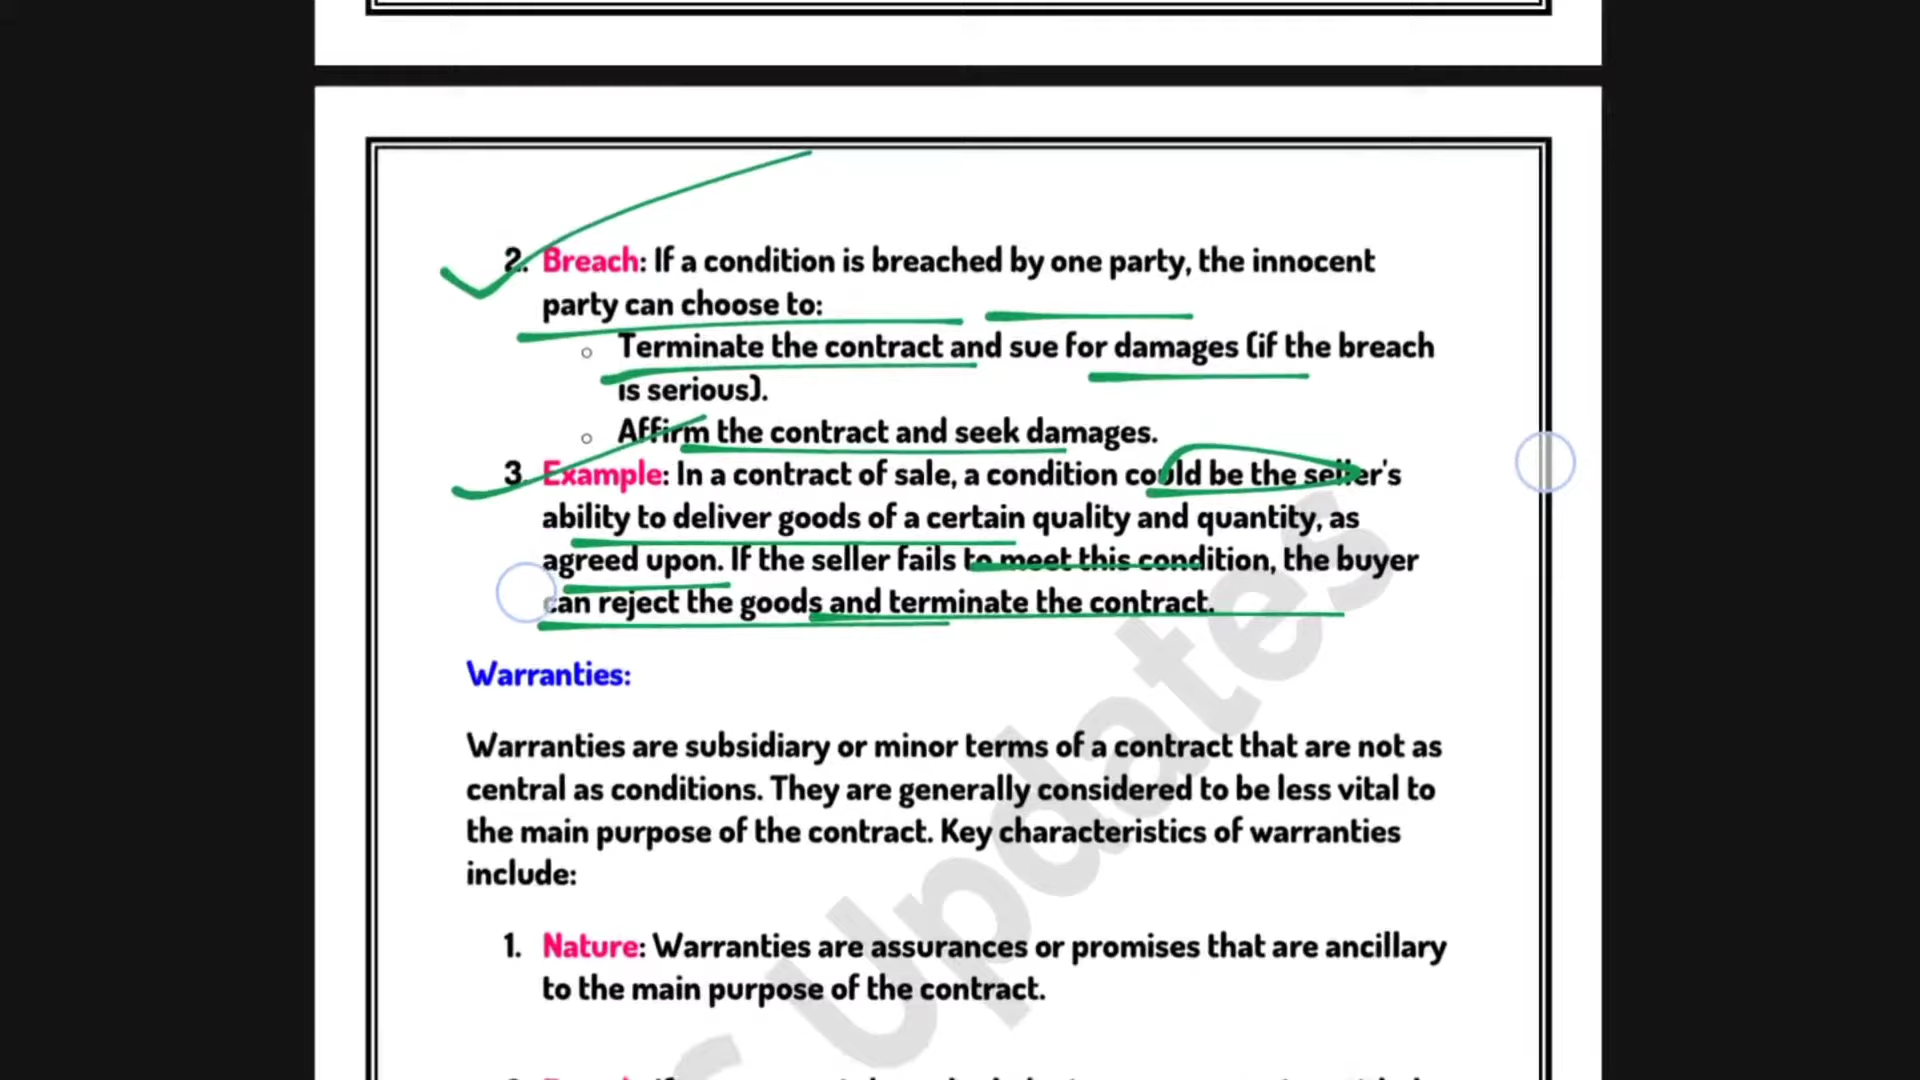 2. Breach: If a condition is breached by one party, the innocent
party can choose to:
○ Terminate the contract and sue for damages (if the breach
is serious).
○ Affirm the contract and seek damages.
3. Example: In a contract of sale, a condition could be the seller's
ability to deliver goods of a certain quality and quantity, as
agreed upon. If the seller fails to meet this condition, the buyer
can reject the goods and terminate the contract.
Warranties:
Warranties are subsidiary or minor terms of a contract that are not as
central as conditions. They are generally considered to be less vital to
the main purpose of the contract. Key characteristics of warranties
include:
1. Nature: Warranties are assurances or promises that are ancillary
to the main purpose of the contract.
s Updates